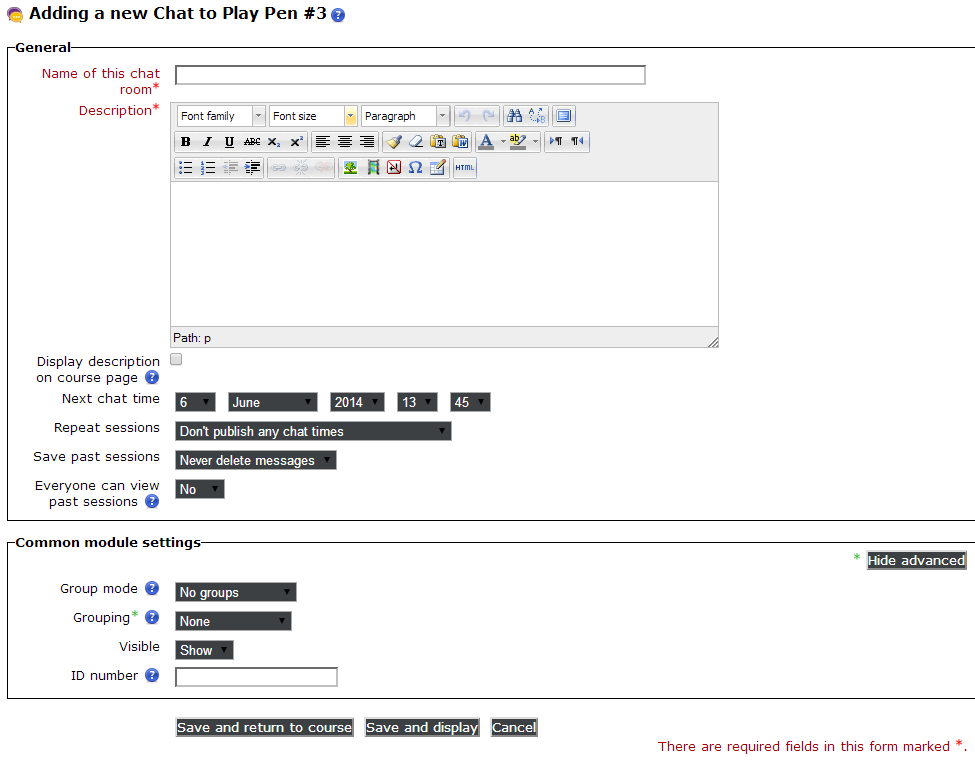 Adding a new Chat to Play Pen #3 ?
General
Name of this chat
room*
Description*
Font family Font size Paragraph
B I U ABC x₂ x² T W A ab ¶ ¶
Ω HTML
Path: p
Display description
on course page ?
Next chat time 6 June 2014 13 45
Repeat sessions Don't publish any chat times
Save past sessions Never delete messages
Everyone can view
past sessions ? No
Common module settings
* Hide advanced
Group mode ? No groups
Grouping* ? None
Visible Show
ID number ?
Save and return to course Save and display Cancel
There are required fields in this form marked *.